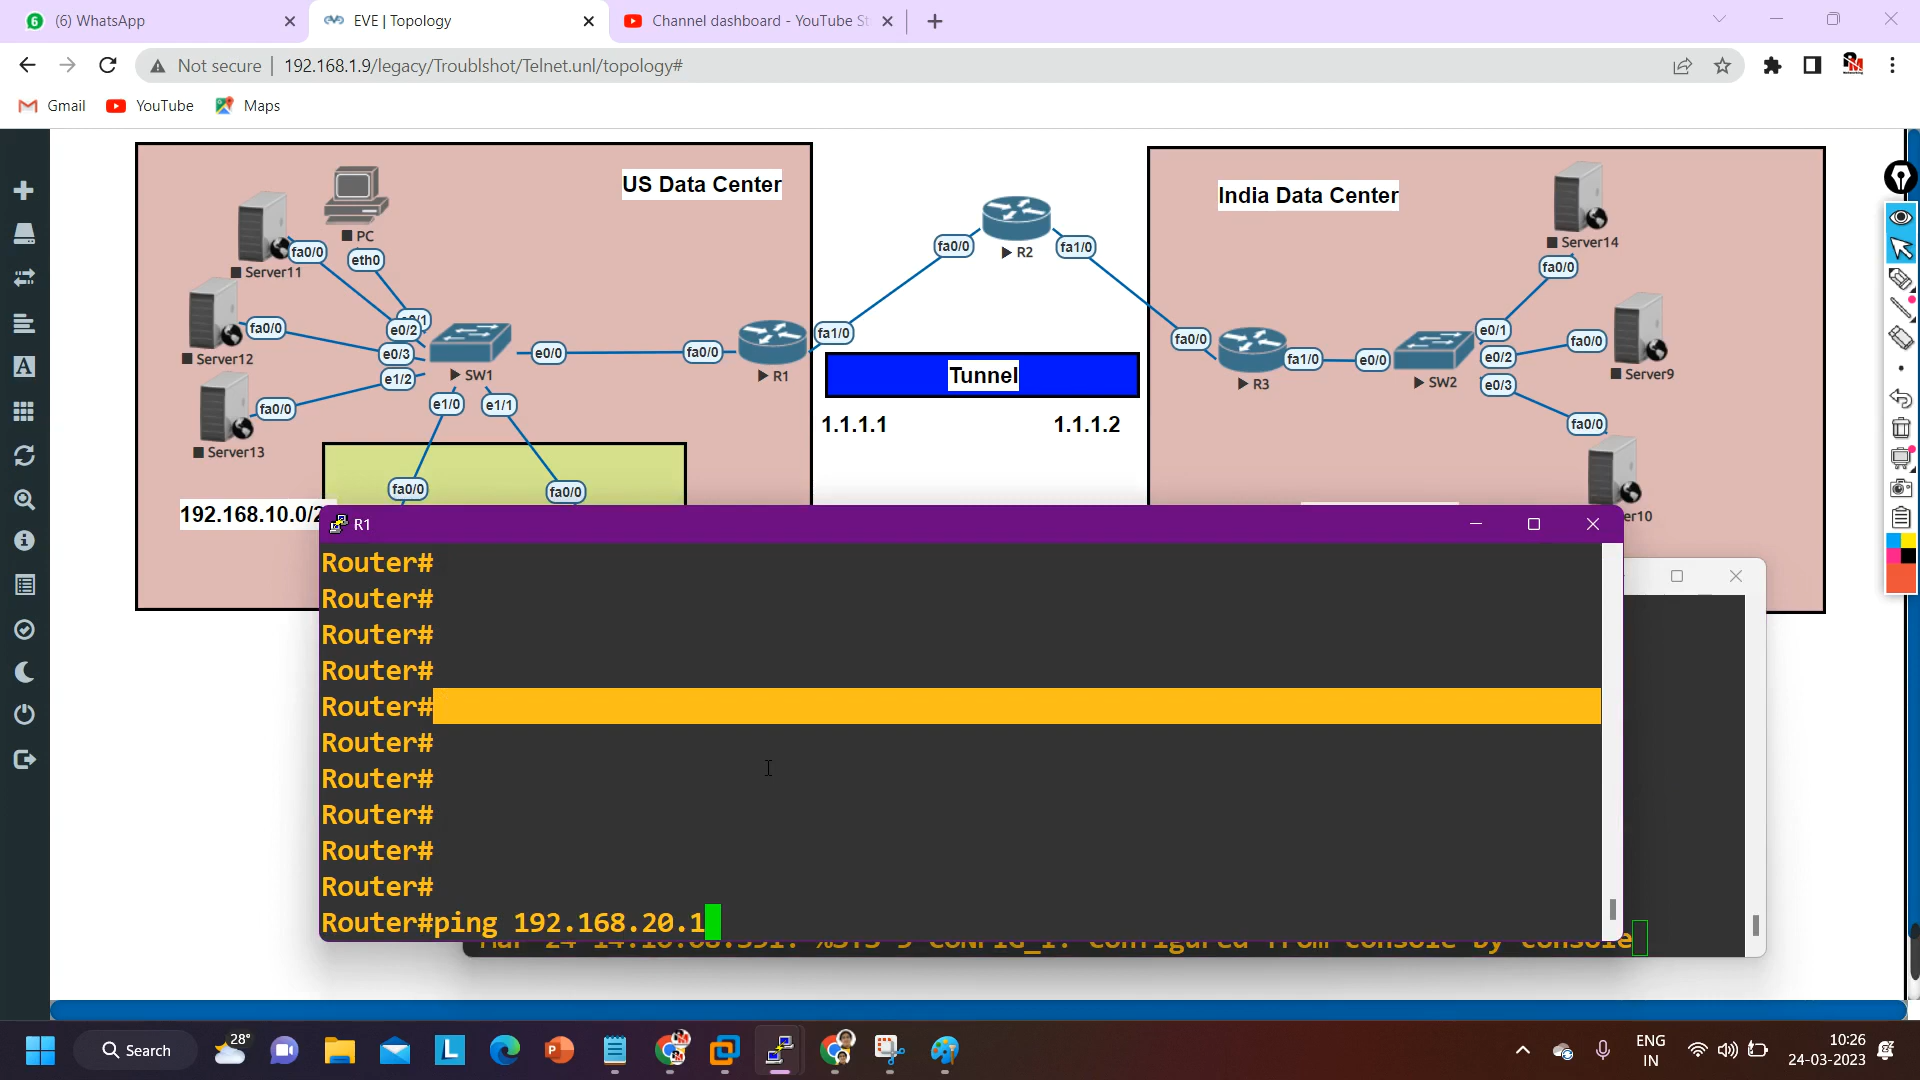 (6) WhatsApp
EVE | Topology
Channel dashboard - YouTube St
Not secure
192.168.1.9/legacy/Troublshot/Telnet.unl/topology#
Gmail
YouTube
Maps
US Data Center
India Data Center
PC
eth0
Server11
fa0/0
Server12
fa0/0
Server13
fa0/0
e0/2
e0/3
e1/2
SW1
e0/0
e1/0
e1/1
fa0/0
fa0/0
fa0/0
R1
fa1/0
fa0/0
R2
fa1/0
Tunnel
1.1.1.1
1.1.1.2
fa0/0
R3
fa1/0
e0/0
SW2
e0/1
e0/2
e0/3
Server14
fa0/0
fa0/0
Server9
fa0/0
er10
192.168.10.0/2
R1
Router#
Router#
Router#
Router#
Router#
Router#
Router#
Router#
Router#
Router#
Router#ping 192.168.20.1
28°
Search
ENG
IN
10:26
24-03-2023